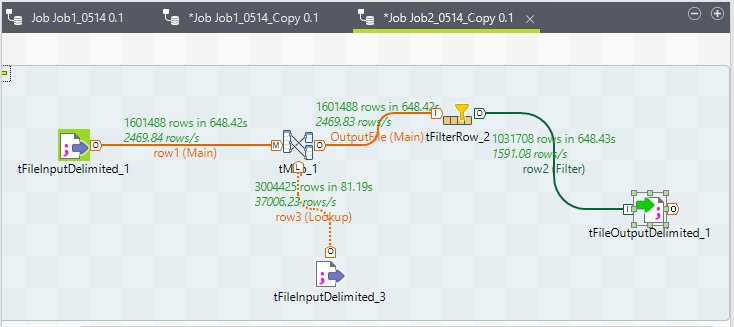 Job Job1_0514 0.1
*Job Job1_0514_Copy 0.1
*Job Job2_0514_Copy 0.1
1601488 rows in 648.42s
2469.84 rows/s
row1 (Main)
tFileInputDelimited_1
O
M
tMap_1
O
1601488 rows in 648.42s
2469.83 rows/s
OutputFile (Main)
I
tFilterRow_2
O
1031708 rows in 648.43s
1591.08 rows/s
row2 (Filter)
I
O
tFileOutputDelimited_1
3004425 rows in 81.19s
37006.23 rows/s
row3 (Lookup)
O
tFileInputDelimited_3